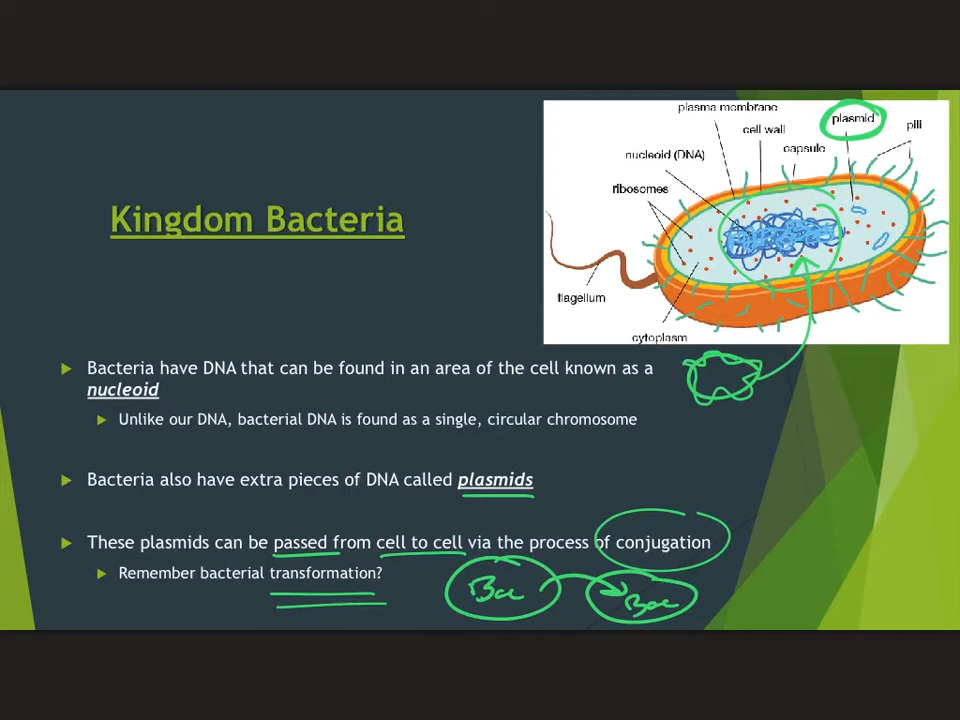 plasma membrane
plasmid
cell wall
pili
capsule
nucleoid (DNA)
ribosomes
Kingdom Bacteria
flagellum
cytoplasm
Bacteria have DNA that can be found in an area of the cell known as a
nucleoid
Unlike our DNA, bacterial DNA is found as a single, circular chromosome
Bacteria also have extra pieces of DNA called plasmids
These plasmids can be passed from cell to cell via the process of conjugation
Remember bacterial transformation?
Bac
Bac